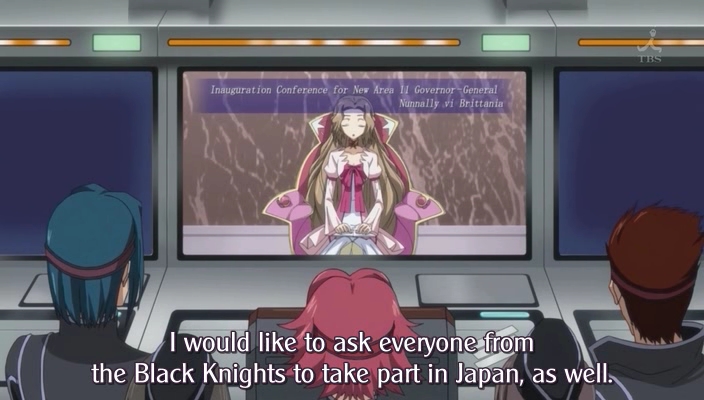 Inauguration Conference for New Area 11 Governor-General
Nunnally vi Brittania
TBS
I would like to ask everyone from
the Black Knights to take part in Japan, as well.